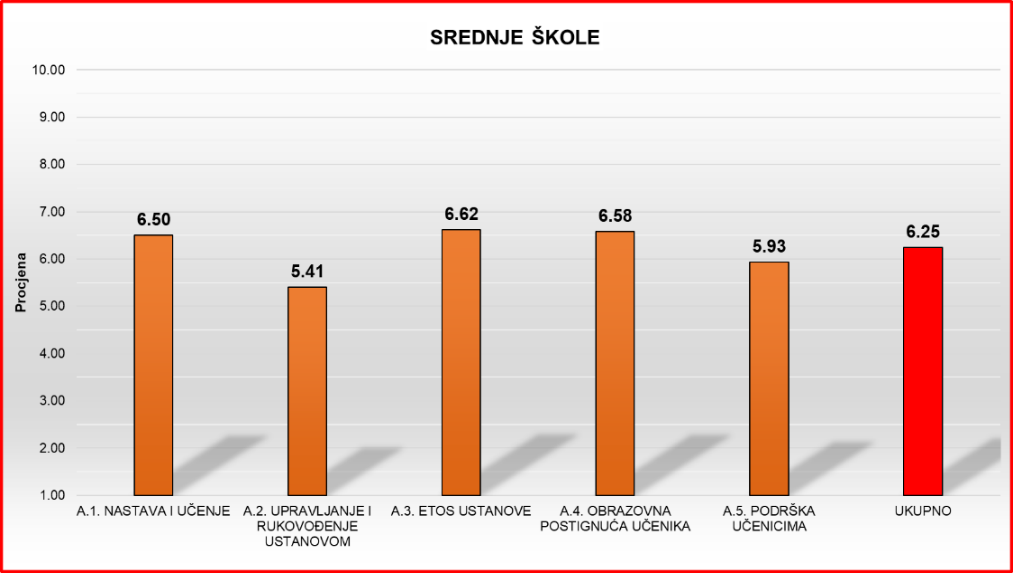 SREDNJE ŠKOLE
Procjena
10.00
9.00
8.00
7.00
6.00
5.00
4.00
3.00
2.00
1.00
6.50
5.41
6.62
6.58
5.93
6.25
A.1. NASTAVA I UČENJE
A.2. UPRAVLJANJE I
RUKOVOĐENJE
USTANOVOM
A.3. ETOS USTANOVE
A.4. OBRAZOVNA
POSTIGNUĆA UČENIKA
A.5. PODRŠKA
UČENICIMA
UKUPNO